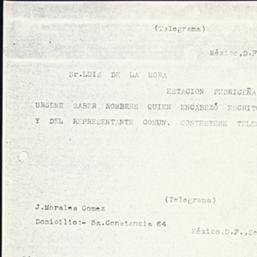 (Telegrama)
México,D.F
Sr.LUIS DE LA MORA
ESTACION PEDRICEÑA
URGEME SABER NOMBRES QUIEN ENCABEZÓ ESCRITO
Y DEL REPRESENTANTE COMUN. CONTESTEME TELE
(Telegrama)
J.Morales Gomez
Domicilio:- 5a.Constancia 64
México.D.F.,Se